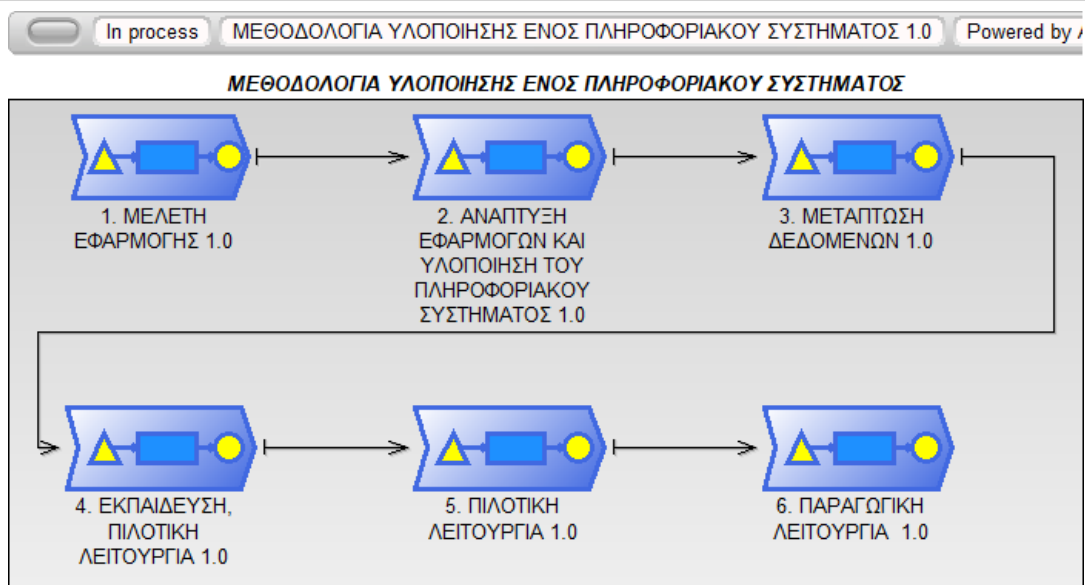 In process ΜΕΘΟΔΟΛΟΓΙΑ ΥΛΟΠΟΙΗΣΗΣ ΕΝΟΣ ΠΛΗΡΟΦΟΡΙΑΚΟΥ ΣΥΣΤΗΜΑΤΟΣ 1.0 Powered by
ΜΕΘΟΔΟΛΟΓΙΑ ΥΛΟΠΟΙΗΣΗΣ ΕΝΟΣ ΠΛΗΡΟΦΟΡΙΑΚΟΥ ΣΥΣΤΗΜΑΤΟΣ
1. ΜΕΛΕΤΗ
ΕΦΑΡΜΟΓΗΣ 1.0
2. ΑΝΑΠΤΥΞΗ
ΕΦΑΡΜΟΓΩΝ ΚΑΙ
ΥΛΟΠΟΙΗΣΗ ΤΟΥ
ΠΛΗΡΟΦΟΡΙΑΚΟΥ
ΣΥΣΤΗΜΑΤΟΣ 1.0
3. ΜΕΤΑΠΤΩΣΗ
ΔΕΔΟΜΕΝΩΝ 1.0
4. ΕΚΠΑΙΔΕΥΣΗ,
ΠΙΛΟΤΙΚΗ
ΛΕΙΤΟΥΡΓΙΑ 1.0
5. ΠΙΛΟΤΙΚΗ
ΛΕΙΤΟΥΡΓΙΑ 1.0
6. ΠΑΡΑΓΩΓΙΚΗ
ΛΕΙΤΟΥΡΓΙΑ 1.0